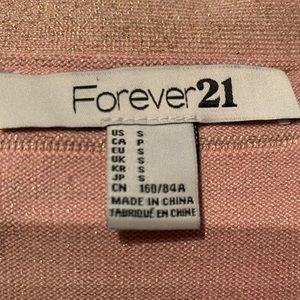 Forever21
US S
CA P
EU S
UK S
KR S
JP S
CN 160/84A
MADE IN CHINA
FABRIQUÉ EN CHINE